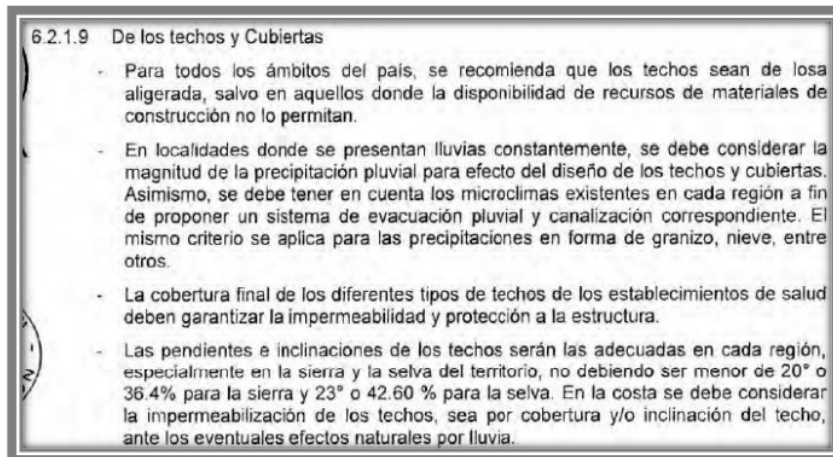 6.2.1.9 De los techos y Cubiertas
- Para todos los ámbitos del país, se recomienda que los techos sean de losa
aligerada, salvo en aquellos donde la disponibilidad de recursos de materiales de
construcción no lo permitan.
- En localidades donde se presentan lluvias constantemente, se debe considerar la
magnitud de la precipitación pluvial para efecto del diseño de los techos y cubiertas.
Asimismo, se debe tener en cuenta los microclimas existentes en cada región a fin
de proponer un sistema de evacuación pluvial y canalización correspondiente. El
mismo criterio se aplica para las precipitaciones en forma de granizo, nieve, entre
otros.
- La cobertura final de los diferentes tipos de techos de los establecimientos de salud
deben garantizar la impermeabilidad y protección a la estructura.
- Las pendientes e inclinaciones de los techos serán las adecuadas en cada región,
especialmente en la sierra y la selva del territorio, no debiendo ser menor de 20° o
36.4% para la sierra y 23° o 42.60 % para la selva. En la costa se debe considerar
la impermeabilización de los techos, sea por cobertura y/o inclinación del techo,
ante los eventuales efectos naturales por lluvia.